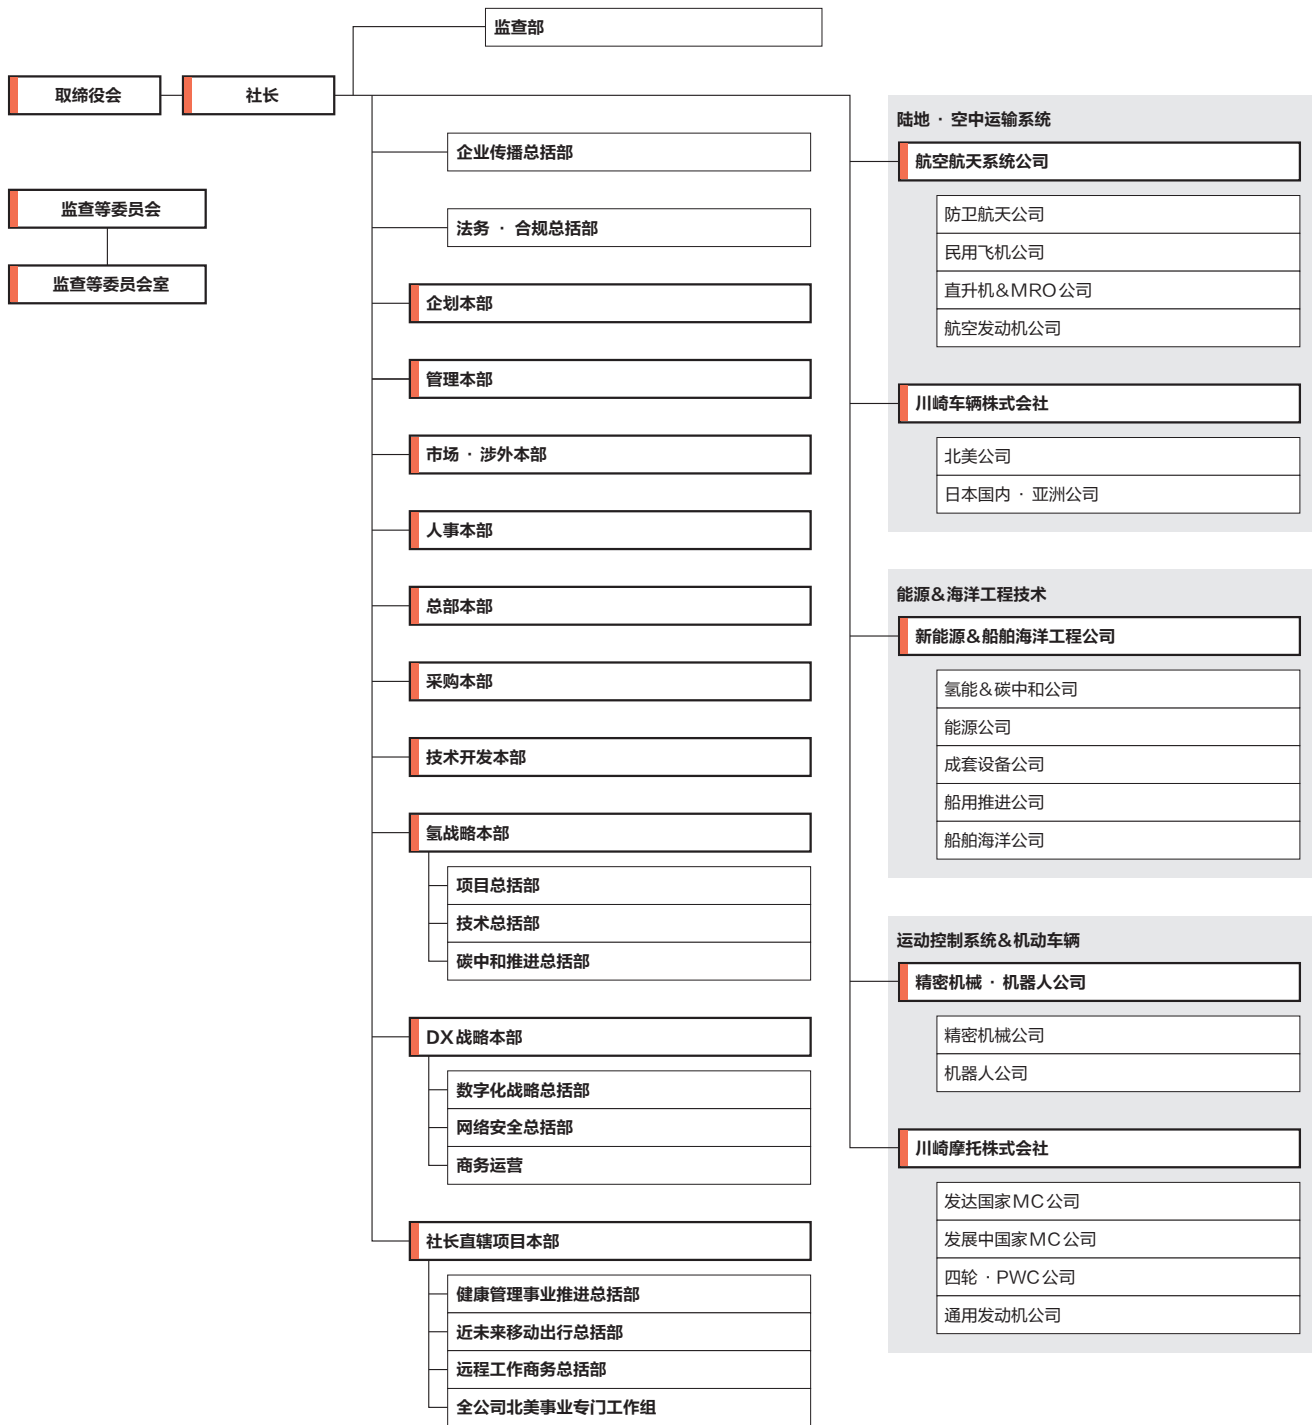 监查部
取缔役会
社长
监查等委员会
监查等委员会室
企业传播总括部
法务 · 合规总括部
企划本部
管理本部
市场 · 涉外本部
人事本部
总部本部
采购本部
技术开发本部
氢战略本部
项目总括部
技术总括部
碳中和推进总括部
DX战略本部
数字化战略总括部
网络安全总括部
商务运营
社长直辖项目本部
健康管理事业推进总括部
近未来移动出行总括部
远程工作商务总括部
全公司北美事业专门工作组
陆地 · 空中运输系统
航空航天系统公司
防卫航天公司
民用飞机公司
直升机&MRO公司
航空发动机公司
川崎车辆株式会社
北美公司
日本国内 · 亚洲公司
能源&海洋工程技术
新能源&船舶海洋工程公司
氢能&碳中和公司
能源公司
成套设备公司
船用推进公司
船舶海洋公司
运动控制系统&机动车辆
精密机械 · 机器人公司
精密机械公司
机器人公司
川崎摩托株式会社
发达国家MC公司
发展中国家MC公司
四轮 · PWC公司
通用发动机公司